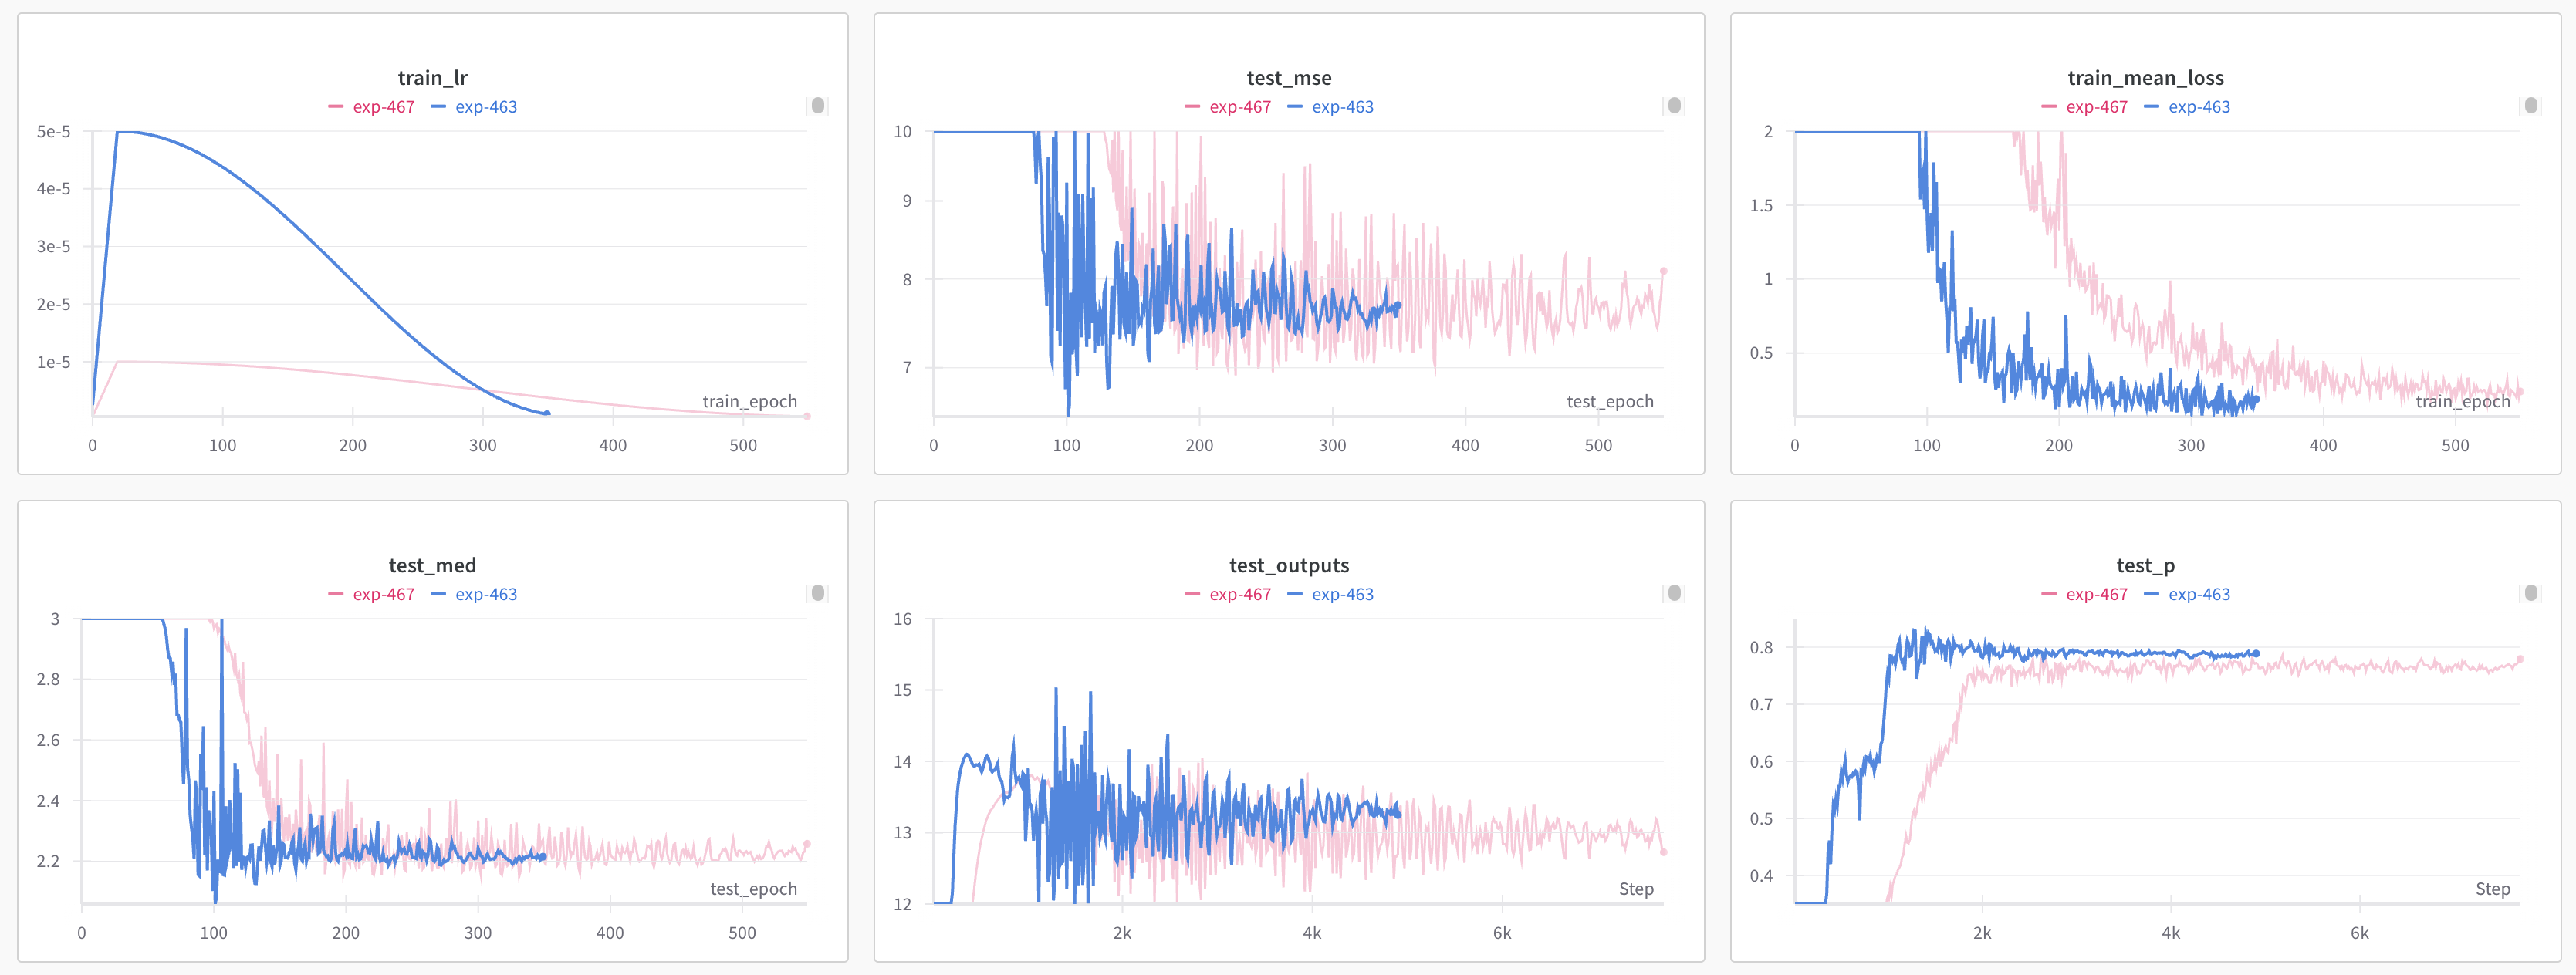 train_lr
exp-467 exp-463
5e-5
4e-5
3e-5
2e-5
1e-5
train_epoch
0 100 200 300 400 500
test_mse
exp-467 exp-463
10
9
8
7
test_epoch
0 100 200 300 400 500
train_mean_loss
exp-467 exp-463
2
1.5
1
0.5
train_epoch
0 100 200 300 400 500
test_med
exp-467 exp-463
3
2.8
2.6
2.4
2.2
test_epoch
0 100 200 300 400 500
test_outputs
exp-467 exp-463
16
15
14
13
12
Step
2k 4k 6k
test_p
exp-467 exp-463
0.8
0.7
0.6
0.5
0.4
Step
2k 4k 6k